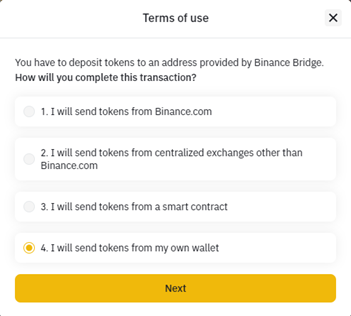 Terms of use
You have to deposit tokens to an address provided by Binance Bridge.
How will you complete this transaction?
1. I will send tokens from Binance.com
2. I will send tokens from centralized exchanges other than
Binance.com
3. I will send tokens from a smart contract
4. I will send tokens from my own wallet
Next